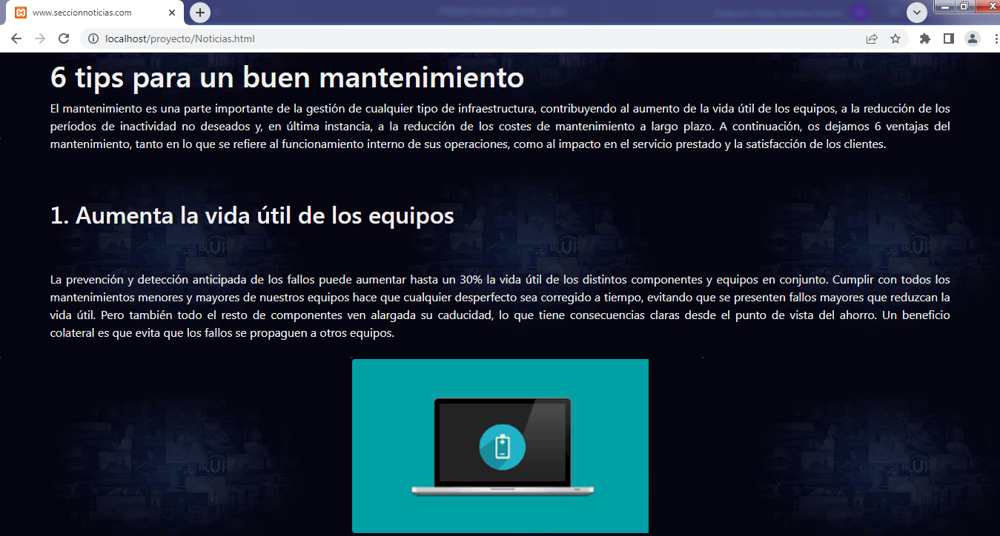 www.seccionnoticias.com
localhost/proyecto/Noticias.html
6 tips para un buen mantenimiento
El mantenimiento es una parte importante de la gestión de cualquier tipo de infraestructura, contribuyendo al aumento de la vida útil de los equipos, a la reducción de los
períodos de inactividad no deseados y, en última instancia, a la reducción de los costes de mantenimiento a largo plazo. A continuación, os dejamos 6 ventajas del
mantenimiento, tanto en lo que se refiere al funcionamiento interno de sus operaciones, como al impacto en el servicio prestado y la satisfacción de los clientes.
1. Aumenta la vida útil de los equipos
La prevención y detección anticipada de los fallos puede aumentar hasta un 30% la vida útil de los distintos componentes y equipos en conjunto. Cumplir con todos los
mantenimientos menores y mayores de nuestros equipos hace que cualquier desperfecto sea corregido a tiempo, evitando que se presenten fallos mayores que reduzcan la
vida útil. Pero también todo el resto de componentes ven alargada su caducidad, lo que tiene consecuencias claras desde el punto de vista del ahorro. Un beneficio
colateral es que evita que los fallos se propaguen a otros equipos.